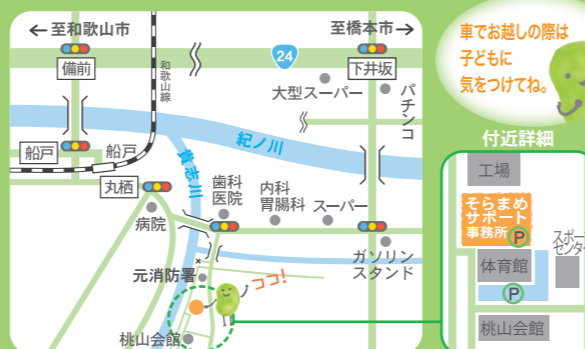 ←至和歌山市
至橋本市→
備前
和歌山線
24
下井坂
大型スーパー
パチンコ
船戸
船戸
紀ノ川
貴志川
丸栖
歯科
医院
内科
胃腸科
スーパー
病院
ガソリン
スタンド
元消防署
ココ!
桃山会館
車でお越しの際は
子どもに
気をつけてね。
付近詳細
工場
そらまめ
サポート
事務所
P
スポー
センター
体育館
P
桃山会館